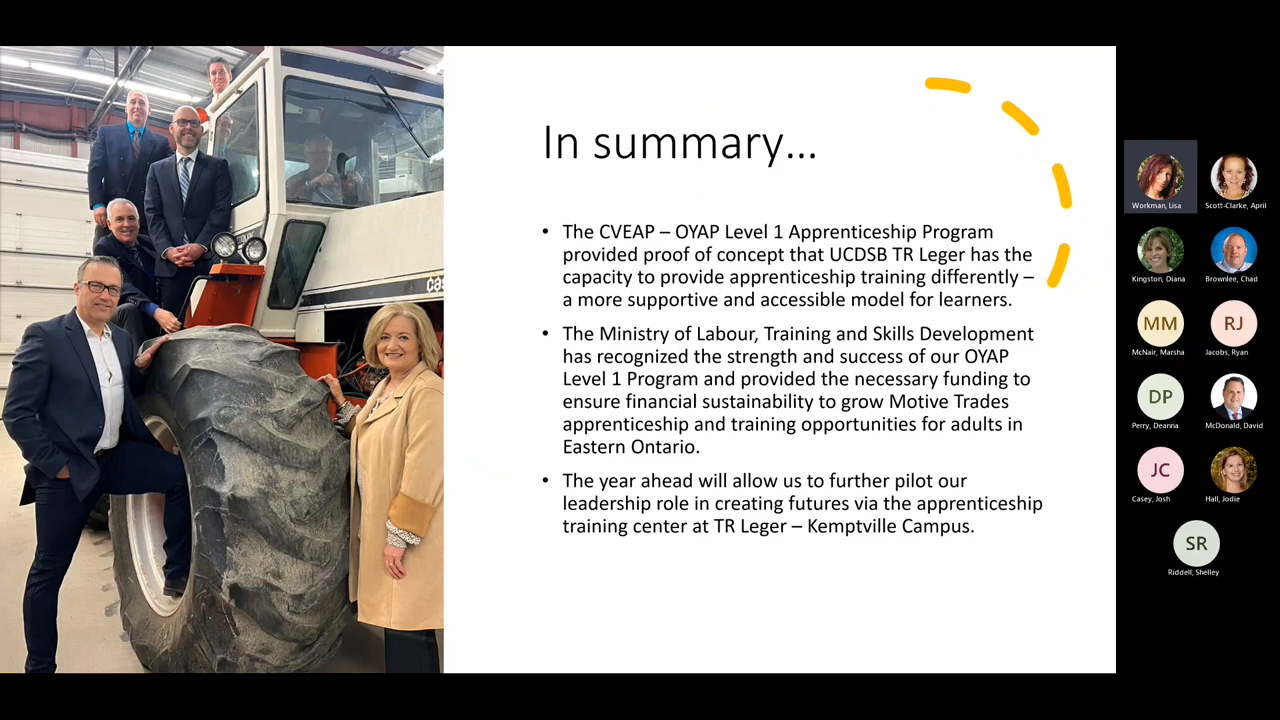 In summary...
• The CVEAP – OYAP Level 1 Apprenticeship Program
provided proof of concept that UCDSB TR Leger has the
capacity to provide apprenticeship training differently –
a more supportive and accessible model for learners.
• The Ministry of Labour, Training and Skills Development
has recognized the strength and success of our OYAP
Level 1 Program and provided the necessary funding to
ensure financial sustainability to grow Motive Trades
apprenticeship and training opportunities for adults in
Eastern Ontario.
• The year ahead will allow us to further pilot our
leadership role in creating futures via the apprenticeship
training center at TR Leger – Kemptville Campus.
cas
Workman, Lisa
Scott-Clarke, April
Kingston, Diana
Brownlee, Chad
MM
McNair, Marsha
RJ
Jacobs, Ryan
DP
Perry, Deanna
McDonald, David
JC
Casey, Josh
Hall, Jodie
SR
Riddell, Shelley